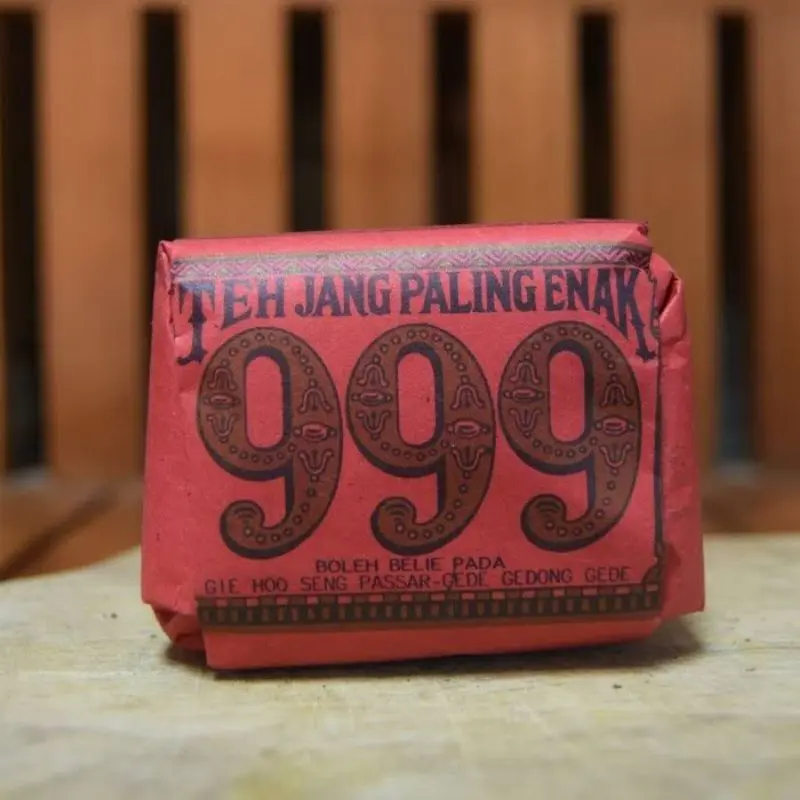 TEH JANG PALING ENAK
999
BOLEH BELIE PADA
GIE HOO SENG PASSAR-GEDE GEDONG GEDE